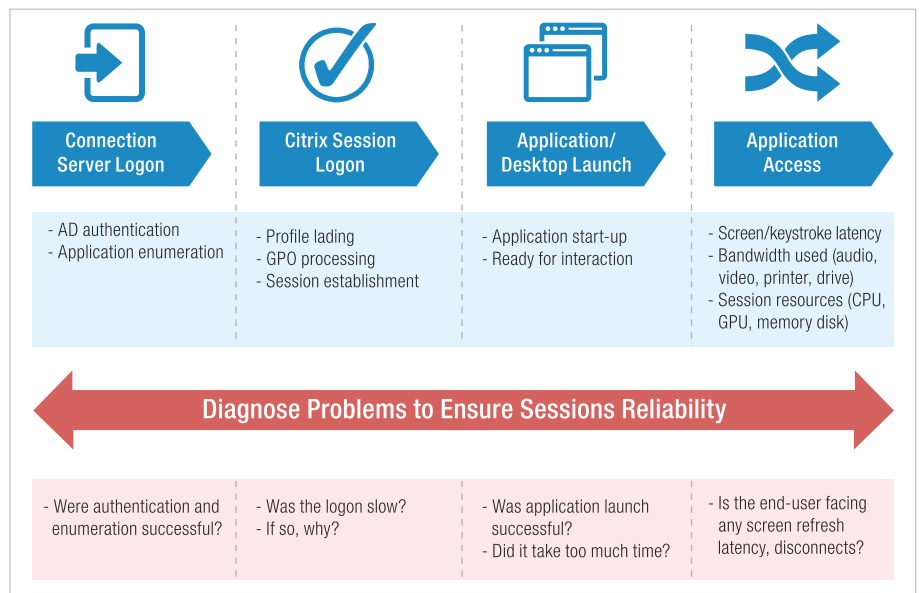 Connection
Server Logon
Citrix Session
Logon
Application/
Desktop Launch
Application
Access
- AD authentication
- Application enumeration
- Profile lading
- GPO processing
- Session establishment
- Application start-up
- Ready for interaction
- Screen/keystroke latency
- Bandwidth used (audio,
video, printer, drive)
- Session resources (CPU,
GPU, memory disk)
Diagnose Problems to Ensure Sessions Reliability
- Were authentication and
enumeration successful?
- Was the logon slow?
- If so, why?
- Was application launch
successful?
- Did it take too much time?
- Is the end-user facing
any screen refresh
latency, disconnects?